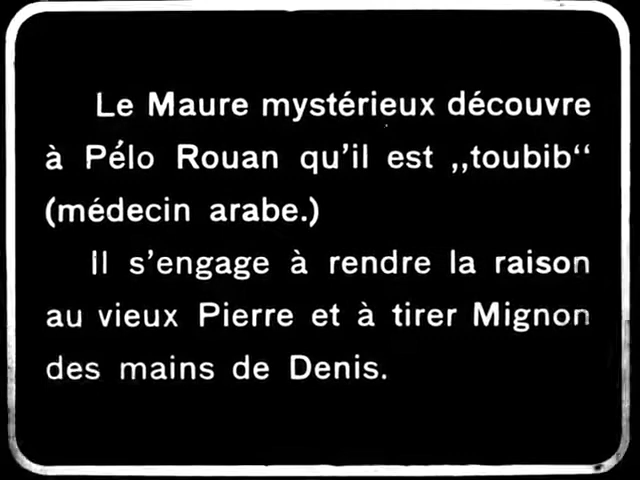 Le Maure mystérieux découvre
à Pélo Rouan qu'il est „toubib“
(médecin arabe.)
Il s'engage à rendre la raison
au vieux Pierre et à tirer Mignon
des mains de Denis.